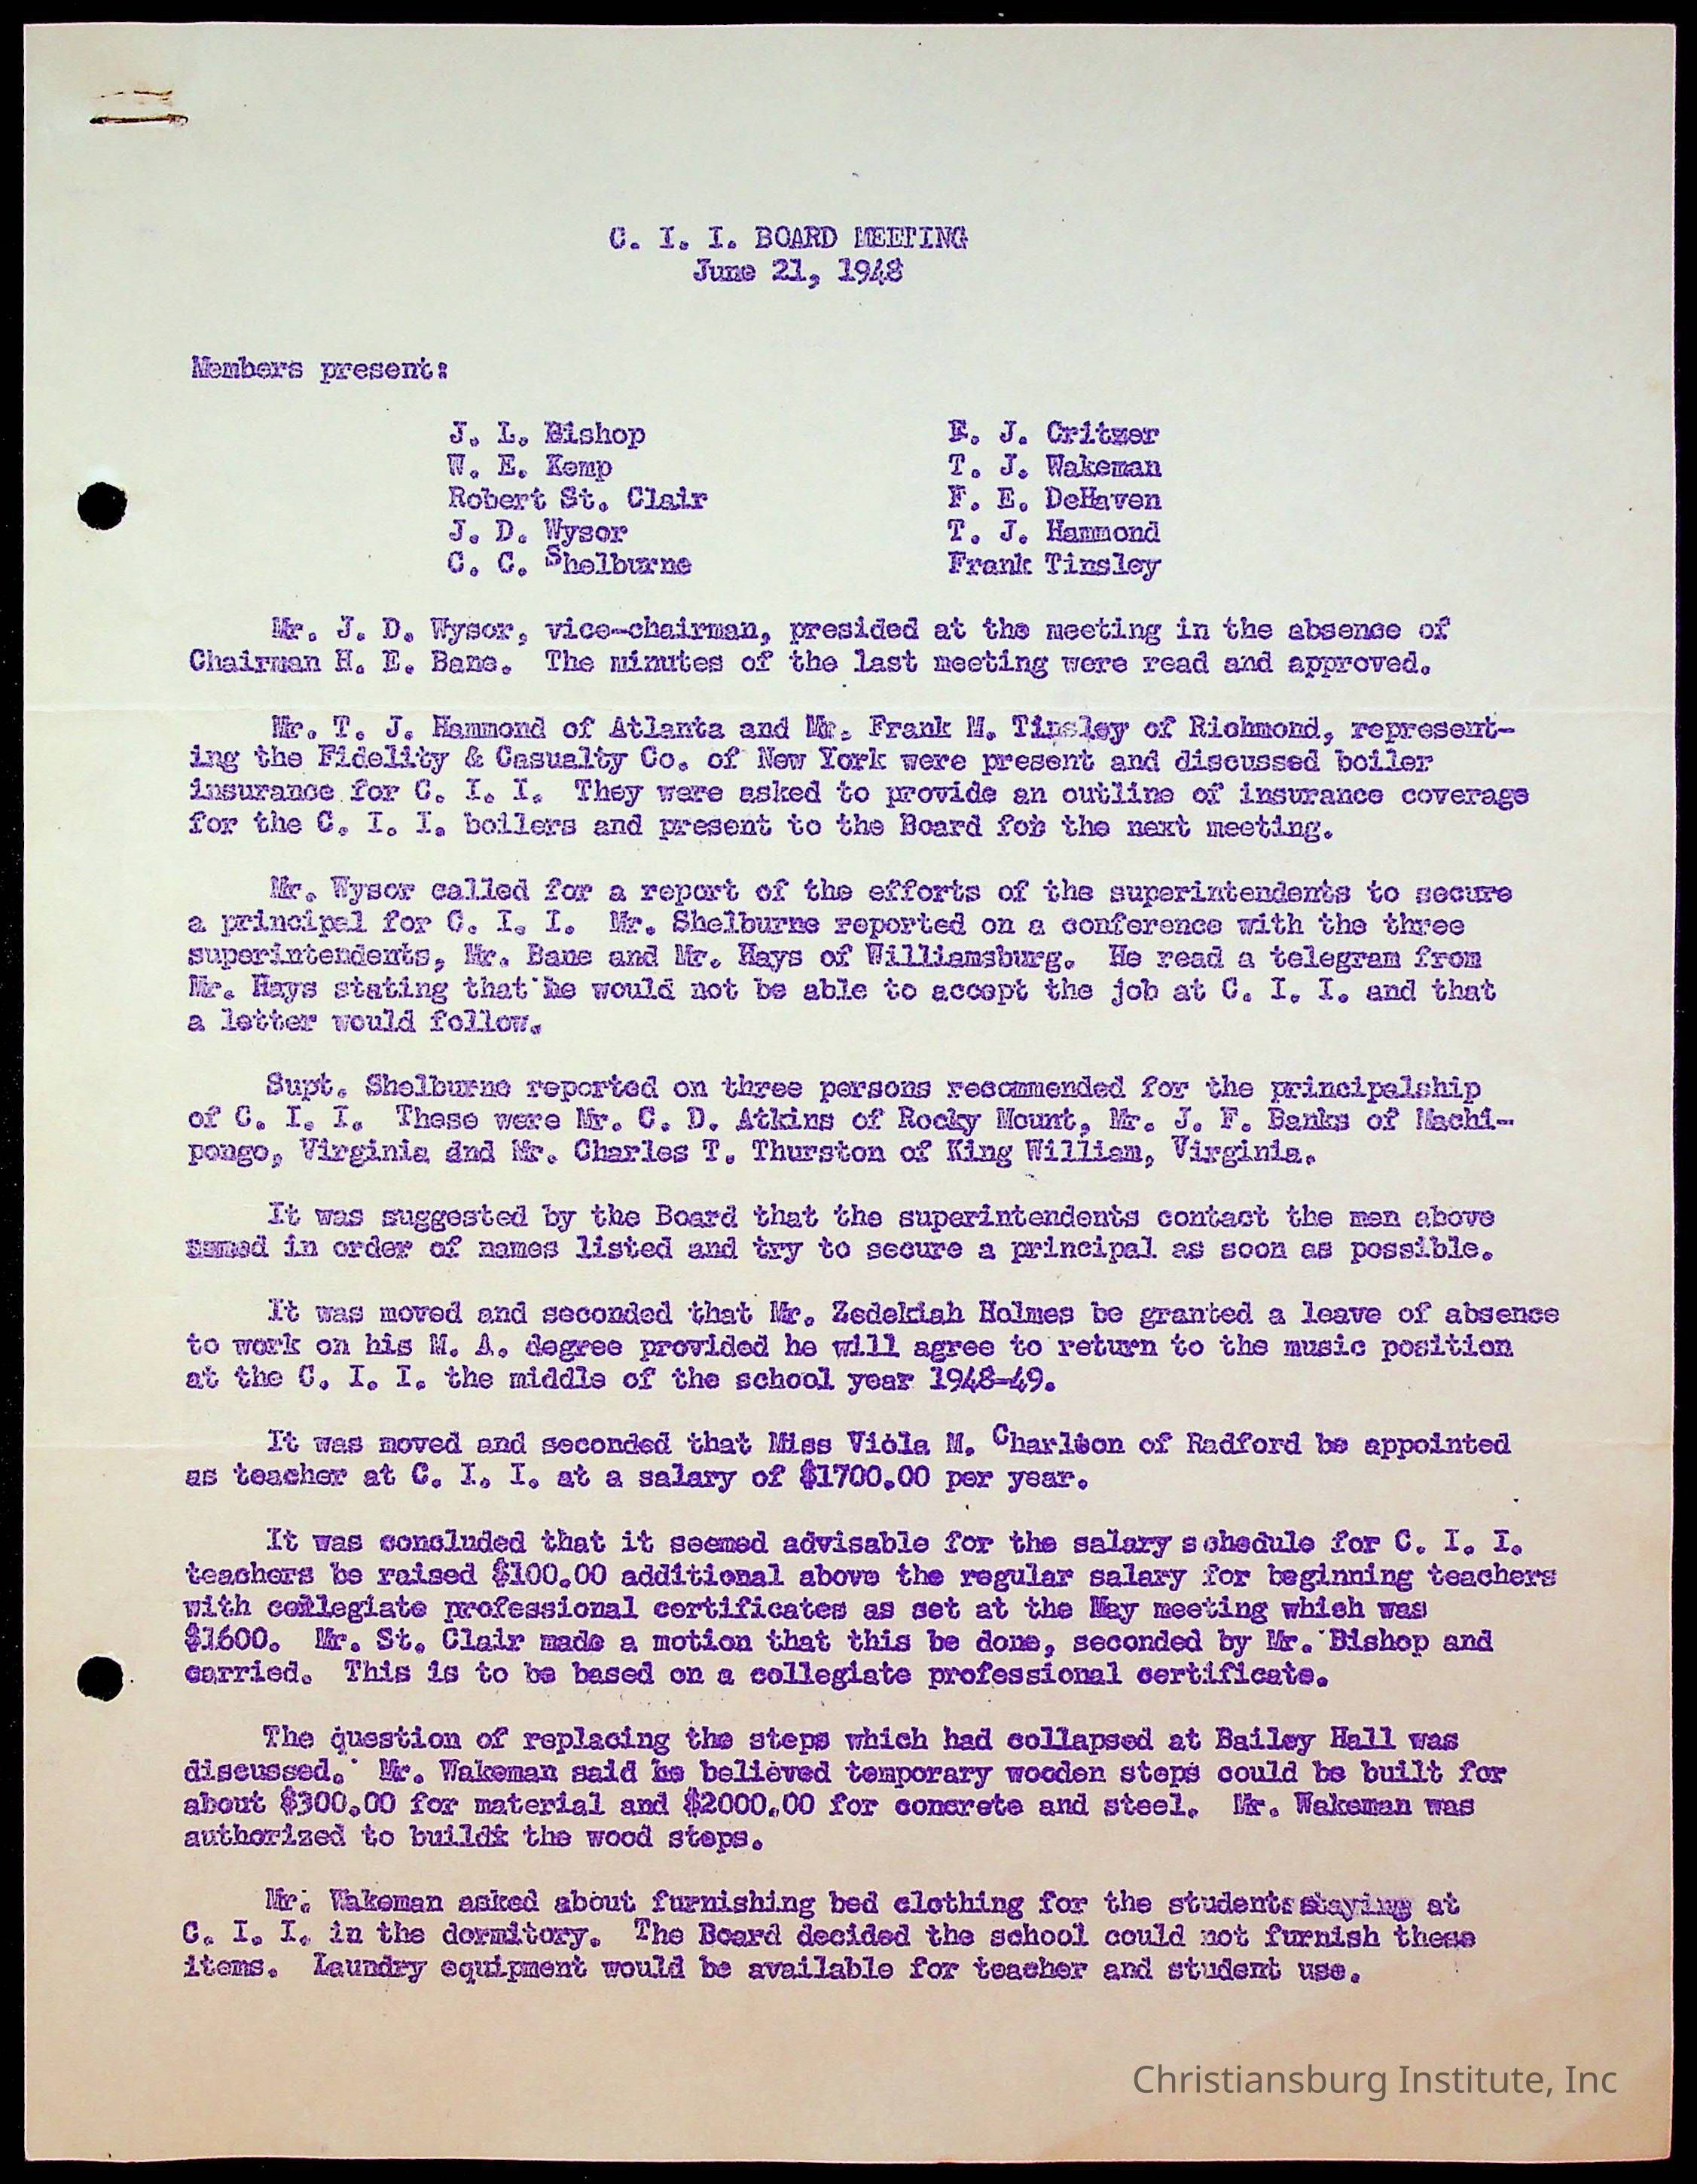 C. I. I. BOARD MEETING
June 21, 1948
Members present:
J. L. Bishop
W. E. Kemp
Robert St. Clair
J. D. Wysor
C. C. Shelburne
E. J. Critzer
T. J. Wakeman
F. E. DeHaven
T. J. Hammond
Frank Tinsley
Mr. J. D. Wysor, vice-chairman, presided at the meeting in the absence of
Chairman H. E. Bane. The minutes of the last meeting were read and approved.
Mr. T. J. Hammond of Atlanta and Mr. Frank M. Tinsley of Richmond, represent-
ing the Fidelity & Casualty Co. of New York were present and discussed boiler
insurance for C. I. I. They were asked to provide an outline of insurance coverage
for the C. I. I. boilers and present to the Board for the next meeting.
Mr. Wysor called for a report of the efforts of the superintendents to secure
a principal for C. I. I. Mr. Shelburne reported on a conference with the three
superintendents, Mr. Bane and Mr. Hays of Williamsburg. He read a telegram from
Mr. Hays stating that he would not be able to accept the job at C. I. I. and that
a letter would follow.
Supt. Shelburne reported on three persons recommended for the principalship
of C. I. I. These were Mr. C. D. Atkins of Rocky Mount, Mr. J. F. Banks of Machi-
pongo, Virginia and Mr. Charles T. Thurston of King William, Virginia.
It was suggested by the Board that the superintendents contact the men above
named in order of names listed and try to secure a principal as soon as possible.
It was moved and seconded that Mr. Zedekiah Holmes be granted a leave of absence
to work on his M. A. degree provided he will agree to return to the music position
at the C. I. I. the middle of the school year 1948-49.
It was moved and seconded that Miss Viola M. Charlton of Radford be appointed
as teacher at C. I. I. at a salary of $1700.00 per year.
It was concluded that it seemed advisable for the salary schedule for C. I. I.
teachers be raised $100.00 additional above the regular salary for beginning teachers
with collegiate professional certificates as set at the May meeting which was
$1600. Mr. St. Clair made a motion that this be done, seconded by Mr. Bishop and
carried. This is to be based on a collegiate professional certificate.
The question of replacing the steps which had collapsed at Bailey Hall was
discussed. Mr. Wakeman said he believed temporary wooden steps could be built for
about $300.00 for material and $2000.00 for concrete and steel. Mr. Wakeman was
authorized to build the wood steps.
Mr. Wakeman asked about furnishing bed clothing for the students staying at
C. I. I. in the dormitory. The Board decided the school could not furnish these
items. Laundry equipment would be available for teacher and student use.
Christiansburg Institute, Inc